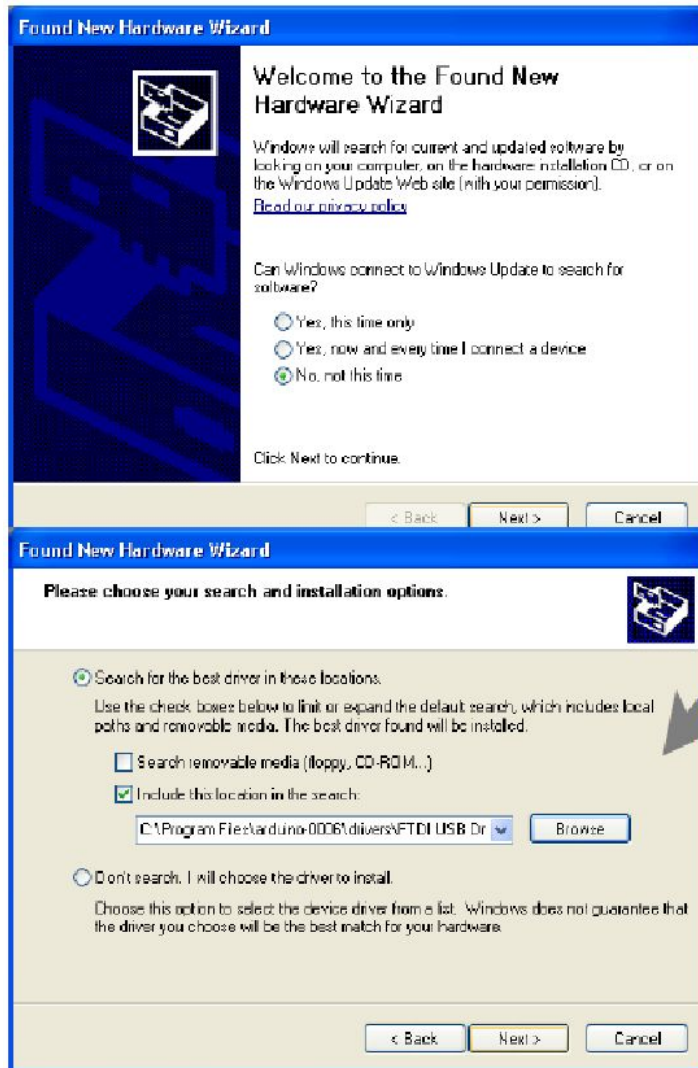 Found New Hardware Wizard
Welcome to the Found New
Hardware Wizard
Windows will search for current and updated software by
looking on your computer, on the hardware installation CD, or on
the Windows Update Web site (with your permission).
Read our privacy policy
Can Windows connect to Windows Update to search for
software?
Yes, this time only
Yes, now and every time I connect a device
No, not this time
Click Next to continue.
< Back Next > Cancel
Found New Hardware Wizard
Please choose your search and installation options.
Search for the best driver in these locations.
Use the check boxes below to limit or expand the default search, which includes local
paths and removable media. The best driver found will be installed.
Search removable media (floppy, CD-ROM...)
Include this location in the search:
C:\Program Files\arduino-0006\drivers\FTDI USB Dr Browse
Don't search. I will choose the driver to install.
Choose this option to select the device driver from a list. Windows does not guarantee that
the driver you choose will be the best match for your hardware.
< Back Next > Cancel